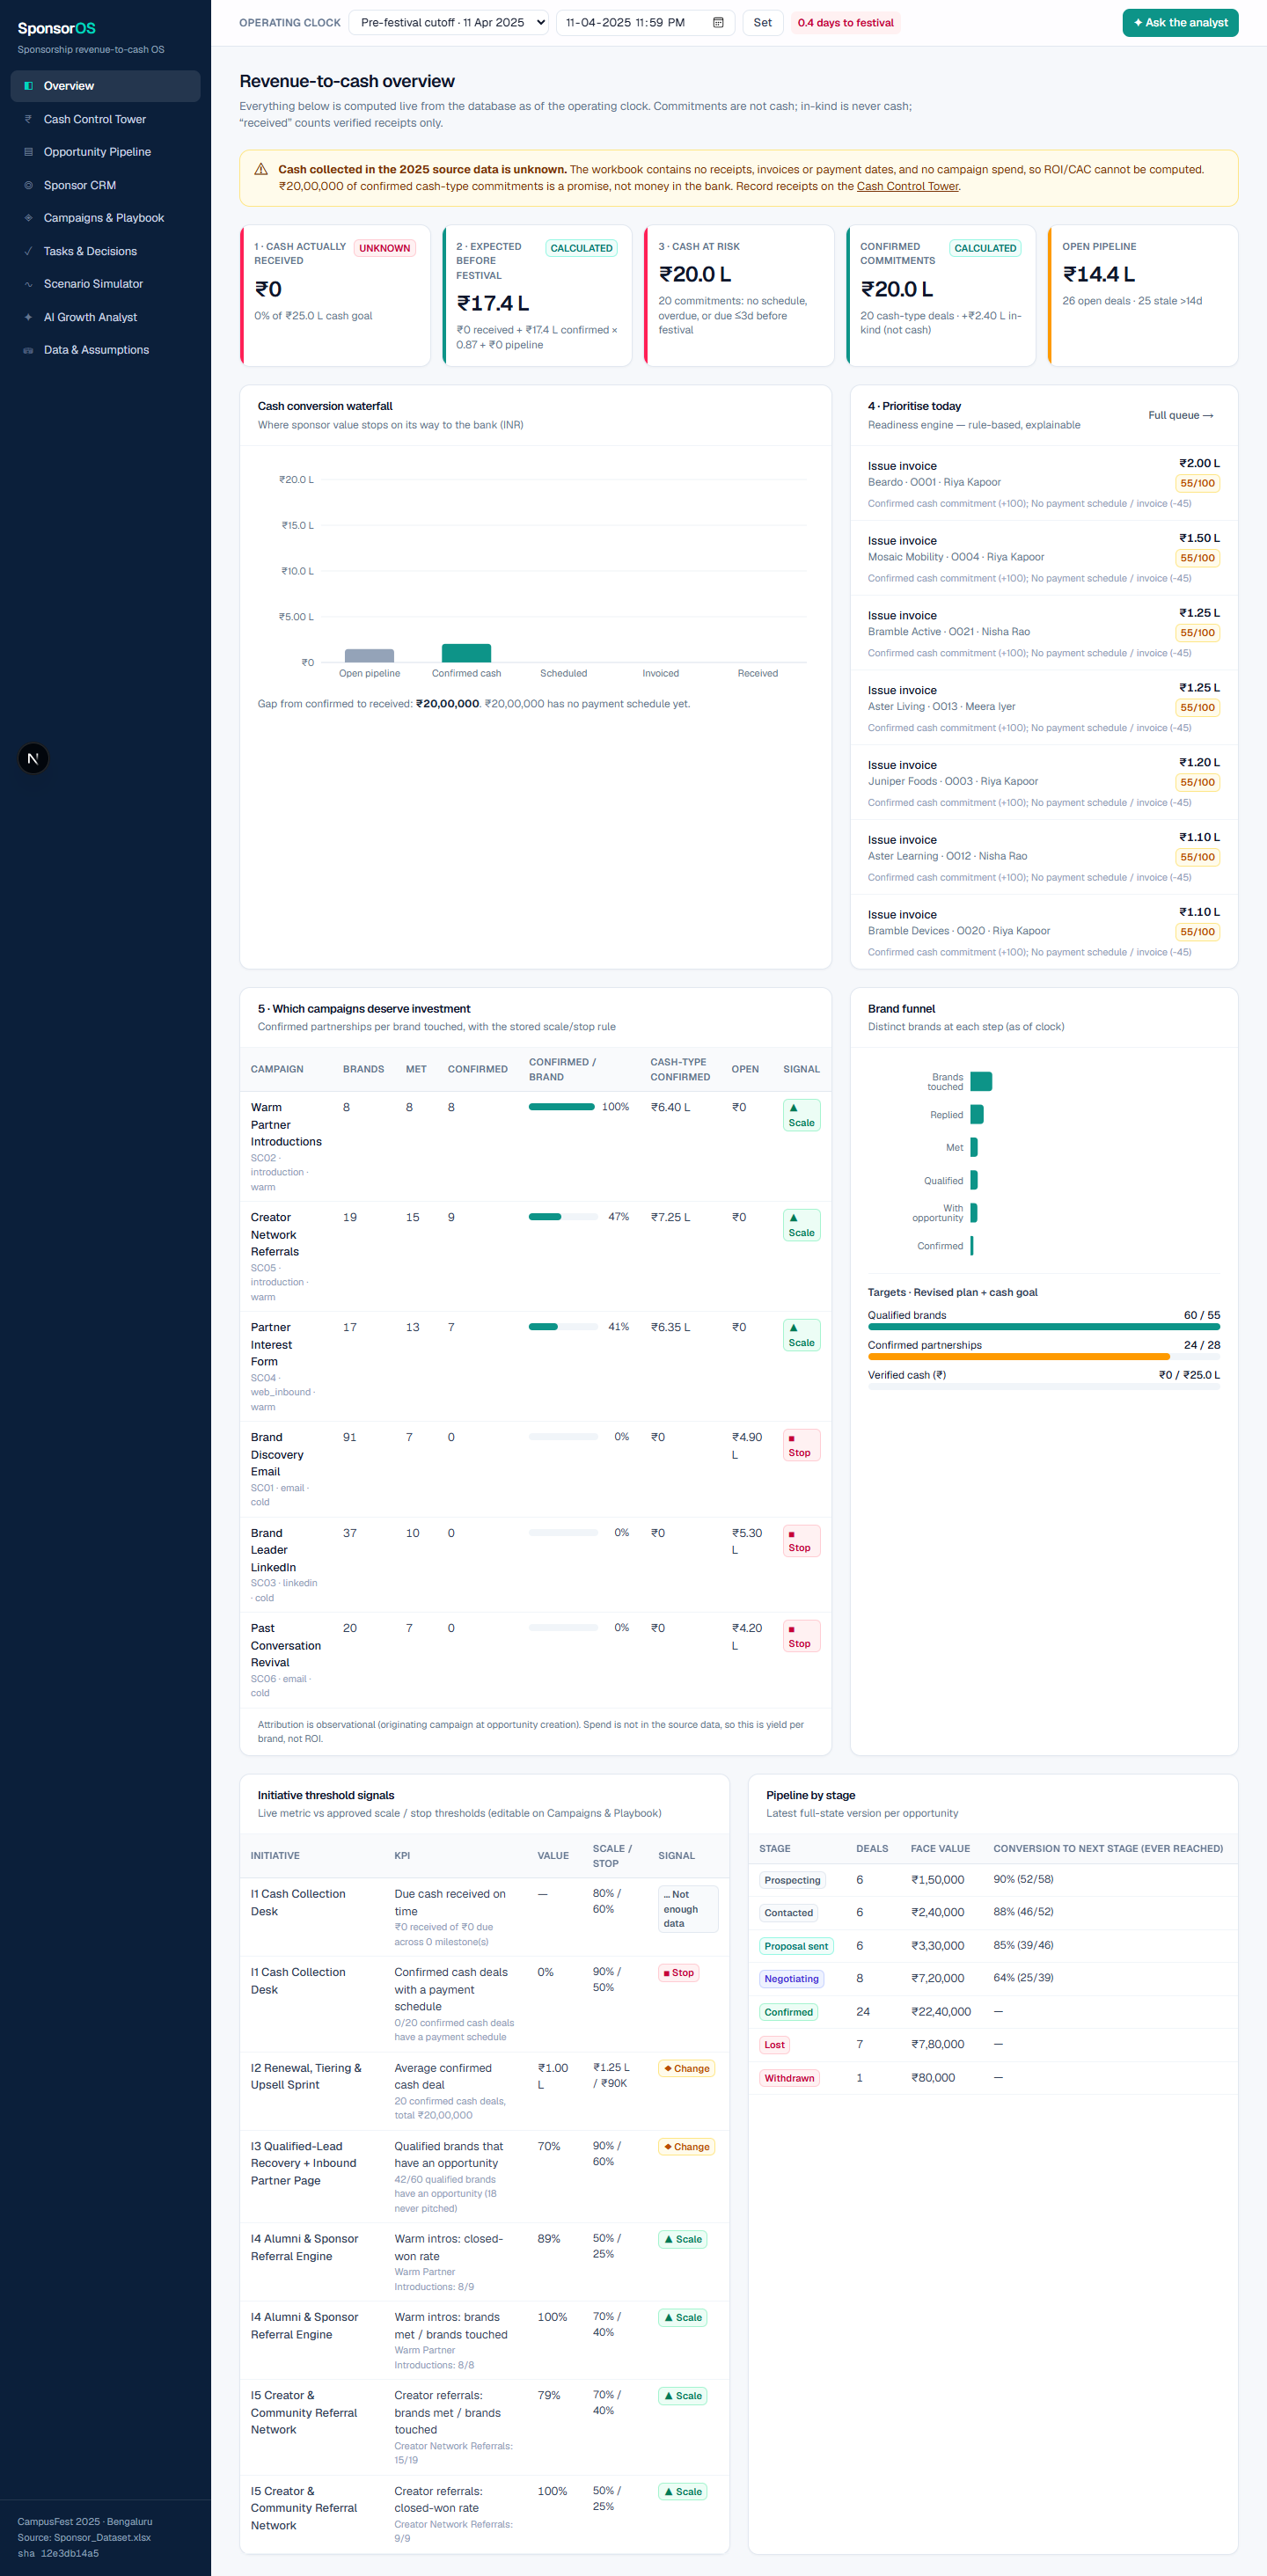 SponsorOS
Sponsorship revenue-to-cash OS
Overview
Cash Control Tower
Opportunity Pipeline
Sponsor CRM
Campaigns & Playbook
Tasks & Decisions
Scenario Simulator
AI Growth Analyst
Data & Assumptions
N
CampusFest 2025 · Bengaluru
Source: Sponsor_Dataset.xlsx
sha 12e3db14a5
OPERATING CLOCK Pre-festival cutoff · 11 Apr 2025 11-04-2025 11:59 PM Set 0.4 days to festival ✦ Ask the analyst
Revenue-to-cash overview
Everything below is computed live from the database as of the operating clock. Commitments are not cash; in-kind is never cash;
“received” counts verified receipts only.
Cash collected in the 2025 source data is unknown. The workbook contains no receipts, invoices or payment dates, and no campaign spend, so ROI/CAC cannot be computed.
₹20,00,000 of confirmed cash-type commitments is a promise, not money in the bank. Record receipts on the Cash Control Tower.
1 · CASH ACTUALLY
RECEIVED
UNKNOWN
₹0
0% of ₹25.0 L cash goal
2 · EXPECTED
BEFORE
FESTIVAL
CALCULATED
₹17.4 L
₹0 received + ₹17.4 L confirmed ×
0.87 + ₹0 pipeline
3 · CASH AT RISK
₹20.0 L
20 commitments: no schedule,
overdue, or due ≤3d before
festival
CONFIRMED
COMMITMENTS
CALCULATED
₹20.0 L
20 cash-type deals · +₹2.40 L in-
kind (not cash)
OPEN PIPELINE
₹14.4 L
26 open deals · 25 stale >14d
Cash conversion waterfall
Where sponsor value stops on its way to the bank (INR)
₹20.0 L
₹15.0 L
₹10.0 L
₹5.00 L
₹0
Open pipeline Confirmed cash Scheduled Invoiced Received
Gap from confirmed to received: ₹20,00,000. ₹20,00,000 has no payment schedule yet.
4 · Prioritise today
Readiness engine — rule-based, explainable
Full queue →
Issue invoice ₹2.00 L
Beardo · O001 · Riya Kapoor 55/100
Confirmed cash commitment (+100); No payment schedule / invoice (-45)
Issue invoice ₹1.50 L
Mosaic Mobility · O004 · Riya Kapoor 55/100
Confirmed cash commitment (+100); No payment schedule / invoice (-45)
Issue invoice ₹1.25 L
Bramble Active · O021 · Nisha Rao 55/100
Confirmed cash commitment (+100); No payment schedule / invoice (-45)
Issue invoice ₹1.25 L
Aster Living · O013 · Meera Iyer 55/100
Confirmed cash commitment (+100); No payment schedule / invoice (-45)
Issue invoice ₹1.20 L
Juniper Foods · O003 · Riya Kapoor 55/100
Confirmed cash commitment (+100); No payment schedule / invoice (-45)
Issue invoice ₹1.10 L
Aster Learning · O012 · Nisha Rao 55/100
Confirmed cash commitment (+100); No payment schedule / invoice (-45)
Issue invoice ₹1.10 L
Bramble Devices · O020 · Riya Kapoor 55/100
Confirmed cash commitment (+100); No payment schedule / invoice (-45)
5 · Which campaigns deserve investment
Confirmed partnerships per brand touched, with the stored scale/stop rule
CAMPAIGN BRANDS MET CONFIRMED CONFIRMED / BRAND CASH-TYPE CONFIRMED OPEN SIGNAL
Warm Partner Introductions 8 8 8 100% ₹6.40 L ₹0 ▲ Scale
SC02 · introduction · warm
Creator Network Referrals 19 15 9 47% ₹7.25 L ₹0 ▲ Scale
SC05 · introduction · warm
Partner Interest Form 17 13 7 41% ₹6.35 L ₹0 ▲ Scale
SC04 · web_inbound · warm
Brand Discovery Email 91 7 0 0% ₹0 ₹4.90 L ■ Stop
SC01 · email · cold
Brand Leader LinkedIn 37 10 0 0% ₹0 ₹5.30 L ■ Stop
SC03 · linkedin · cold
Past Conversation Revival 20 7 0 0% ₹0 ₹4.20 L ■ Stop
SC06 · email · cold
Attribution is observational (originating campaign at opportunity creation). Spend is not in the source data, so this is yield per
brand, not ROI.
Brand funnel
Distinct brands at each step (as of clock)
Brands touched
Replied
Met
Qualified
With opportunity
Confirmed
Targets · Revised plan + cash goal
Qualified brands 60 / 55
Confirmed partnerships 24 / 28
Verified cash (₹) ₹0 / ₹25.0 L
Initiative threshold signals
Live metric vs approved scale / stop thresholds (editable on Campaigns & Playbook)
INITIATIVE KPI VALUE SCALE / STOP SIGNAL
I1 Cash Collection Desk Due cash received on time — 80% / 60% … Not enough data
₹0 received of ₹0 due across 0 milestone(s)
I1 Cash Collection Desk Confirmed cash deals with a payment schedule 0% 90% / 50% ■ Stop
0/20 confirmed cash deals have a payment schedule
I2 Renewal, Tiering & Upsell Sprint Average confirmed cash deal ₹1.00 L ₹1.25 L / ₹90K ◆ Change
20 confirmed cash deals, total ₹20,00,000
I3 Qualified-Lead Recovery + Inbound Partner Page Qualified brands that have an opportunity 70% 90% / 60% ◆ Change
42/60 qualified brands have an opportunity (18 never pitched)
I4 Alumni & Sponsor Referral Engine Warm intros: closed-won rate 89% 50% / 25% ▲ Scale
Warm Partner Introductions: 8/9
I4 Alumni & Sponsor Referral Engine Warm intros: brands met / brands touched 100% 70% / 40% ▲ Scale
Warm Partner Introductions: 8/8
I5 Creator & Community Referral Network Creator referrals: brands met / brands touched 79% 70% / 40% ▲ Scale
Creator Network Referrals: 15/19
I5 Creator & Community Referral Network Creator referrals: closed-won rate 100% 50% / 25% ▲ Scale
Creator Network Referrals: 9/9
Pipeline by stage
Latest full-state version per opportunity
STAGE DEALS FACE VALUE CONVERSION TO NEXT STAGE (EVER REACHED)
Prospecting 6 ₹1,50,000 90% (52/58)
Contacted 6 ₹2,40,000 88% (46/52)
Proposal sent 6 ₹3,30,000 85% (39/46)
Negotiating 8 ₹7,20,000 64% (25/39)
Confirmed 24 ₹22,40,000 —
Lost 7 ₹7,80,000 —
Withdrawn 1 ₹80,000 —